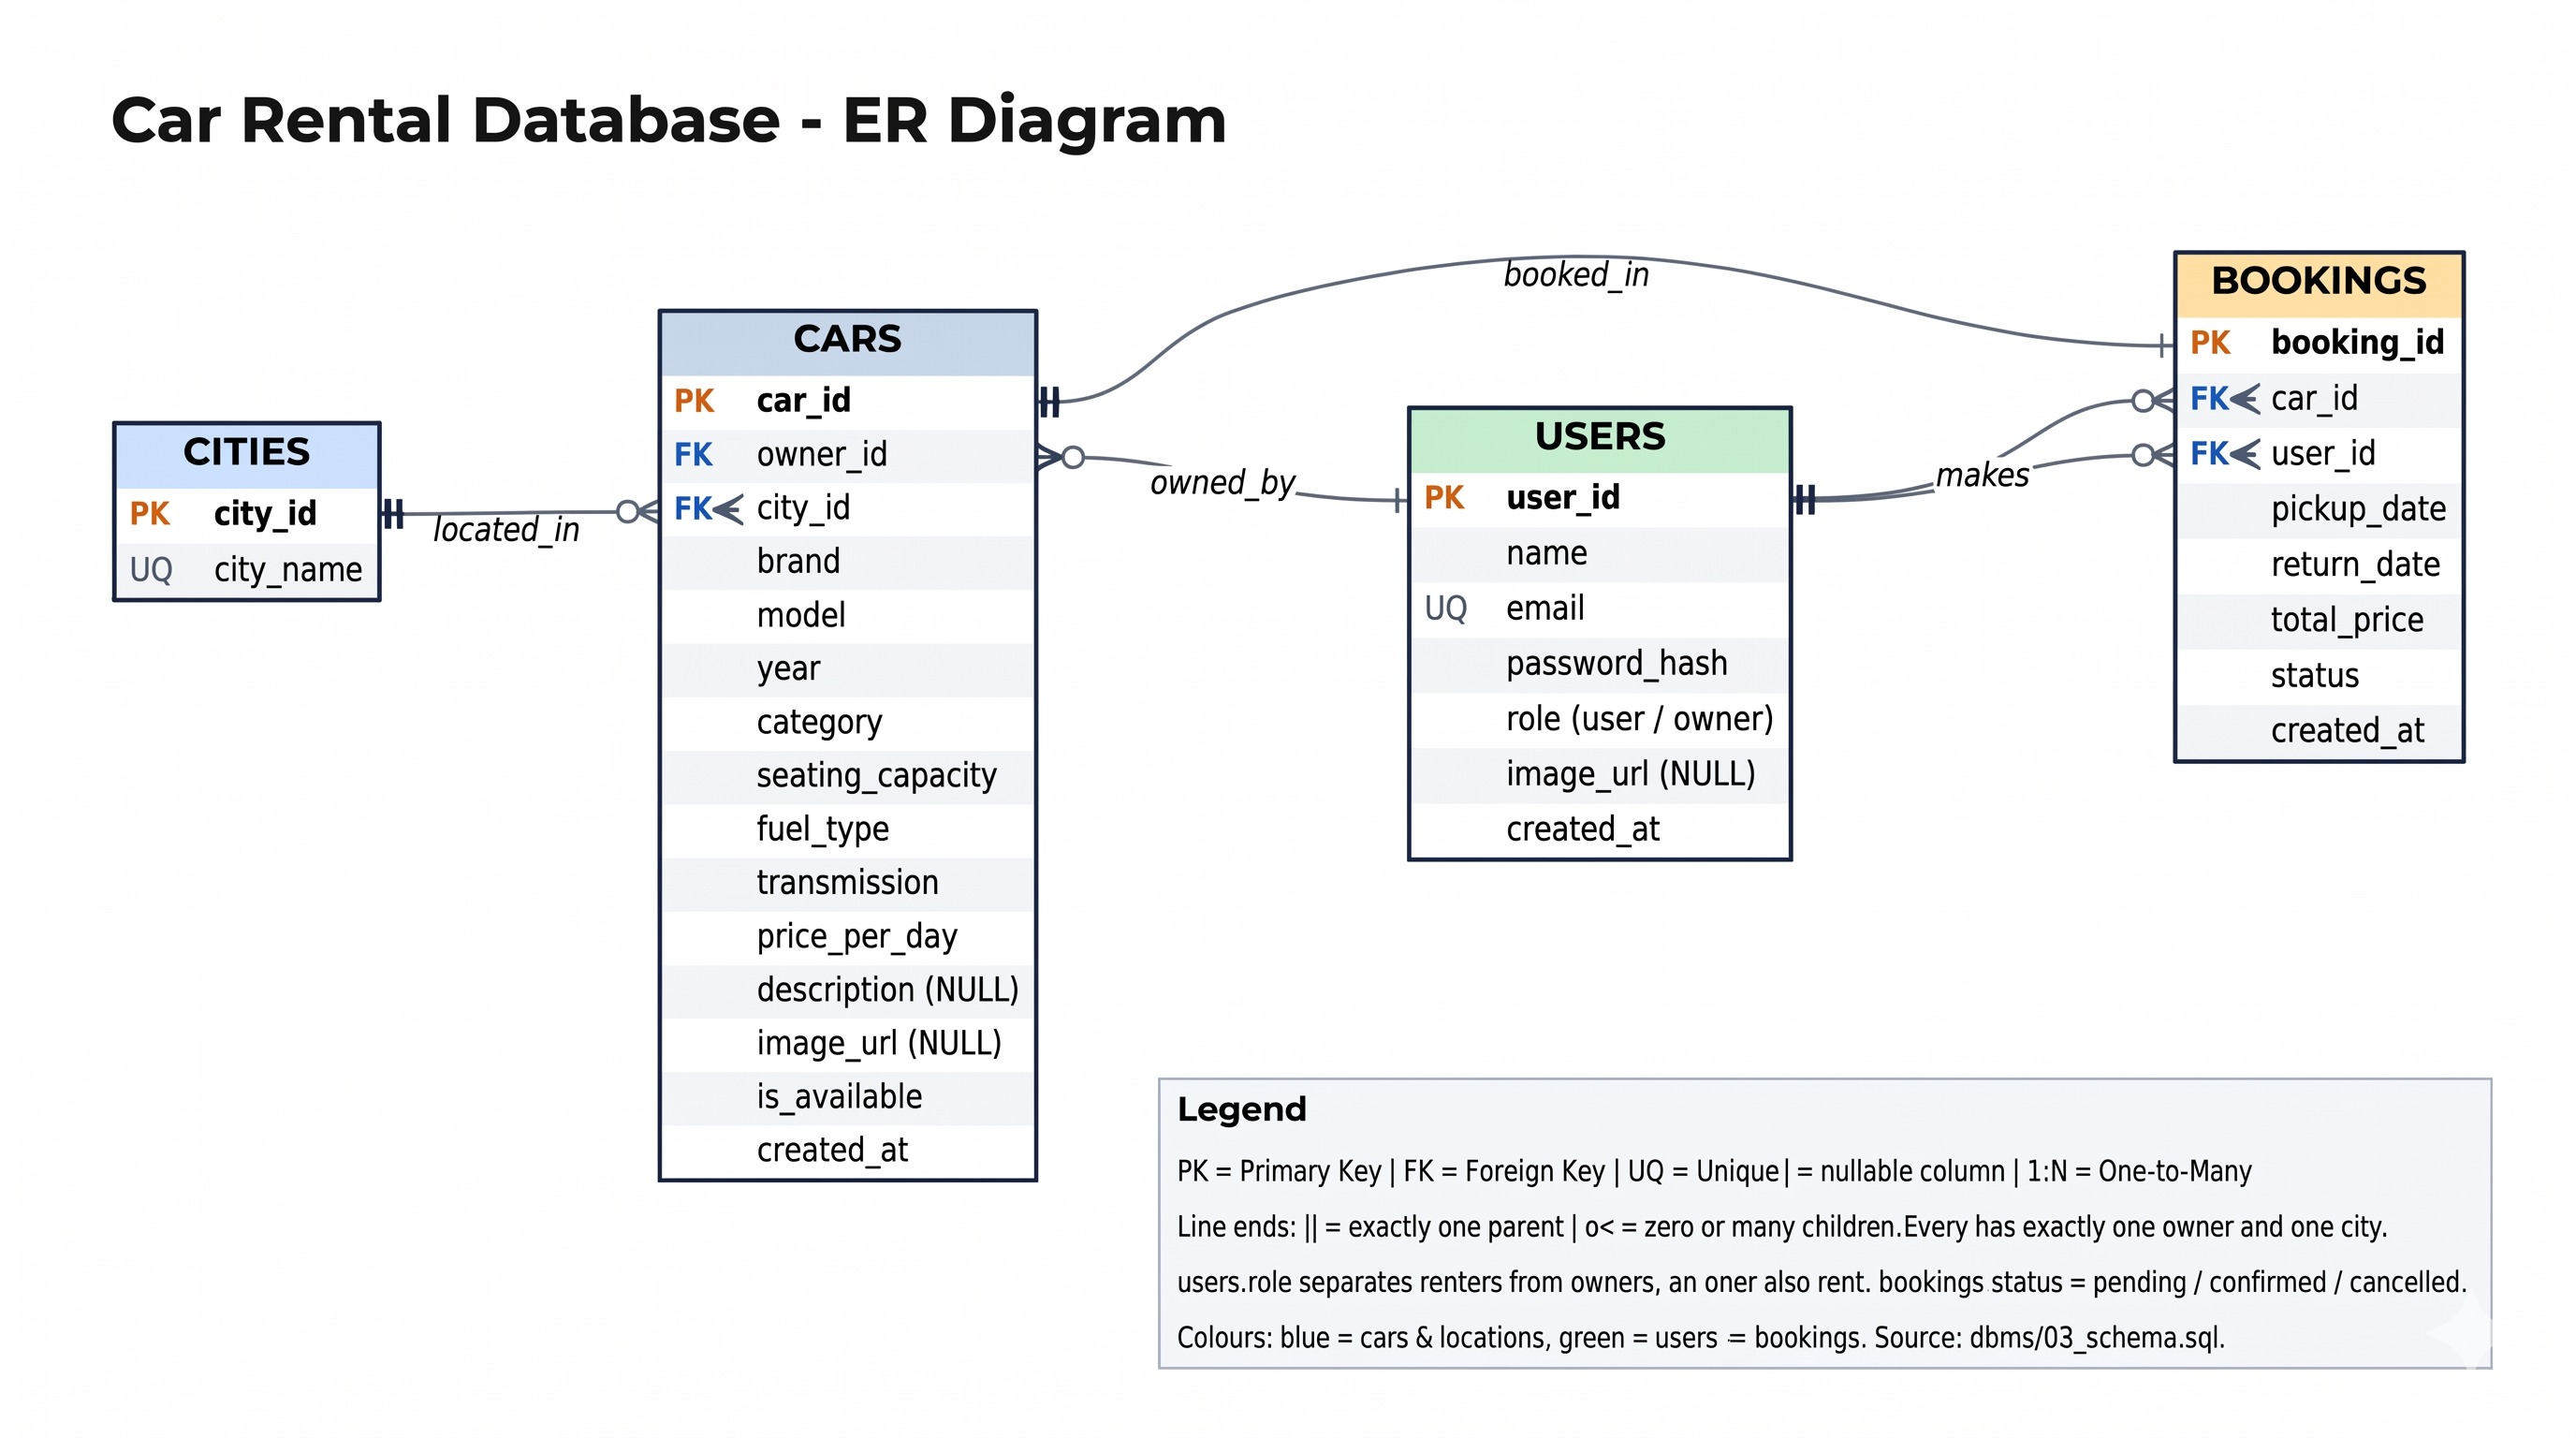 Car Rental Database - ER Diagram
CITIES
PK city_id
UQ city_name
located_in
CARS
PK car_id
FK owner_id
FK city_id
brand
model
year
category
seating_capacity
fuel_type
transmission
price_per_day
description (NULL)
image_url (NULL)
is_available
created_at
booked_in
owned_by
USERS
PK user_id
name
UQ email
password_hash
role (user / owner)
image_url (NULL)
created_at
makes
BOOKINGS
PK booking_id
FK car_id
FK user_id
pickup_date
return_date
total_price
status
created_at
Legend
PK = Primary Key | FK = Foreign Key | UQ = Unique | = nullable column | 1:N = One-to-Many
Line ends: || = exactly one parent | o< = zero or many children.Every has exactly one owner and one city.
users.role separates renters from owners, an oner also rent. bookings status = pending / confirmed / cancelled.
Colours: blue = cars & locations, green = users = bookings. Source: dbms/03_schema.sql.